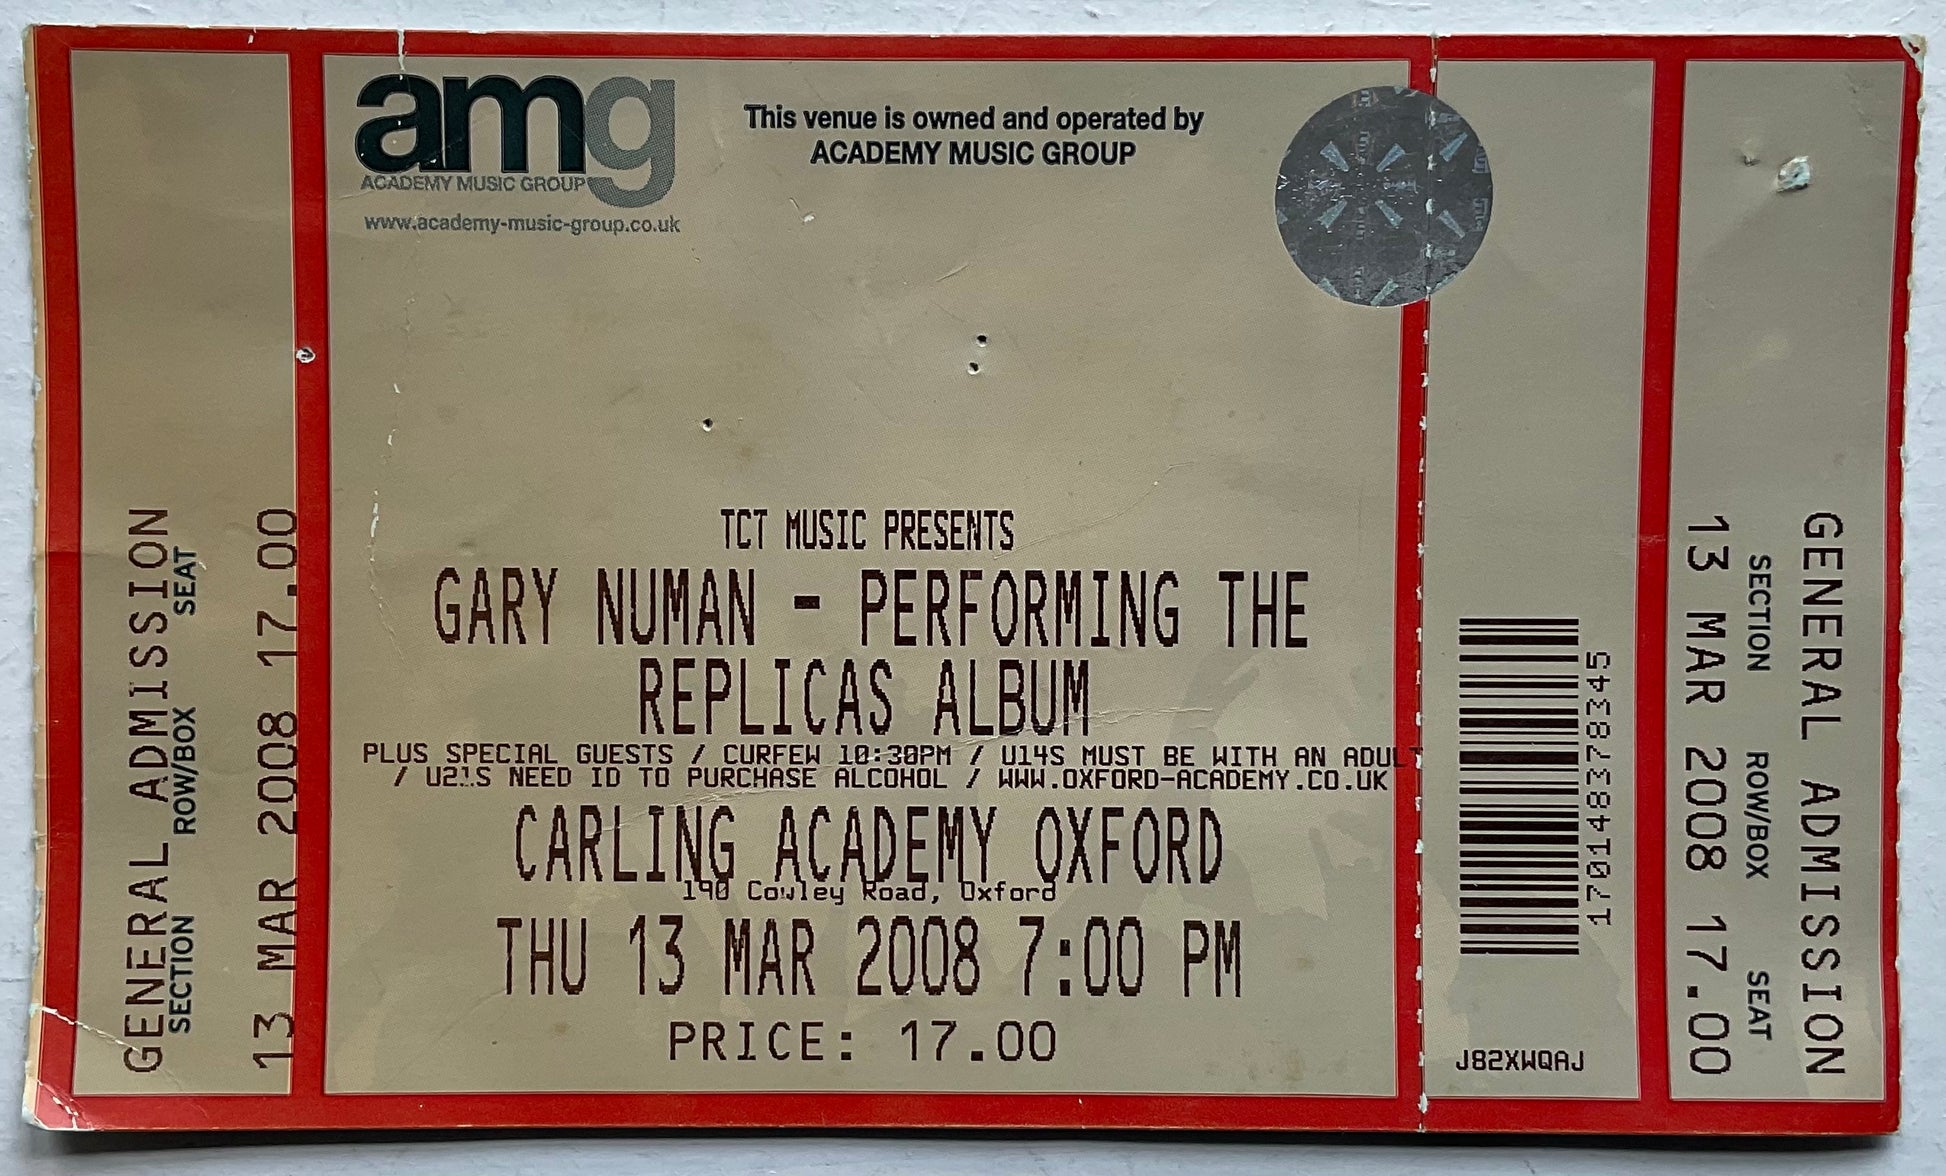 GENERAL ADMISSION
SECTION ROW/BOX SEAT
13 MAR 2008 17.00
amg
ACADEMY MUSIC GROUP
www.academy-music-group.co.uk
This venue is owned and operated by
ACADEMY MUSIC GROUP
TCT MUSIC PRESENTS
GARY NUMAN - PERFORMING THE
REPLICAS ALBUM
PLUS SPECIAL GUESTS / CURFEW 10:30PM / U14S MUST BE WITH AN ADULT
/ U21S NEED ID TO PURCHASE ALCOHOL / WWW.OXFORD-ACADEMY.CO.UK
CARLING ACADEMY OXFORD
190 Cowley Road, Oxford
THU 13 MAR 2008 7:00 PM
PRICE: 17.00
1701483778345
J82XWQAJ
GENERAL ADMISSION
SECTION ROW/BOX SEAT
13 MAR 2008 17.00